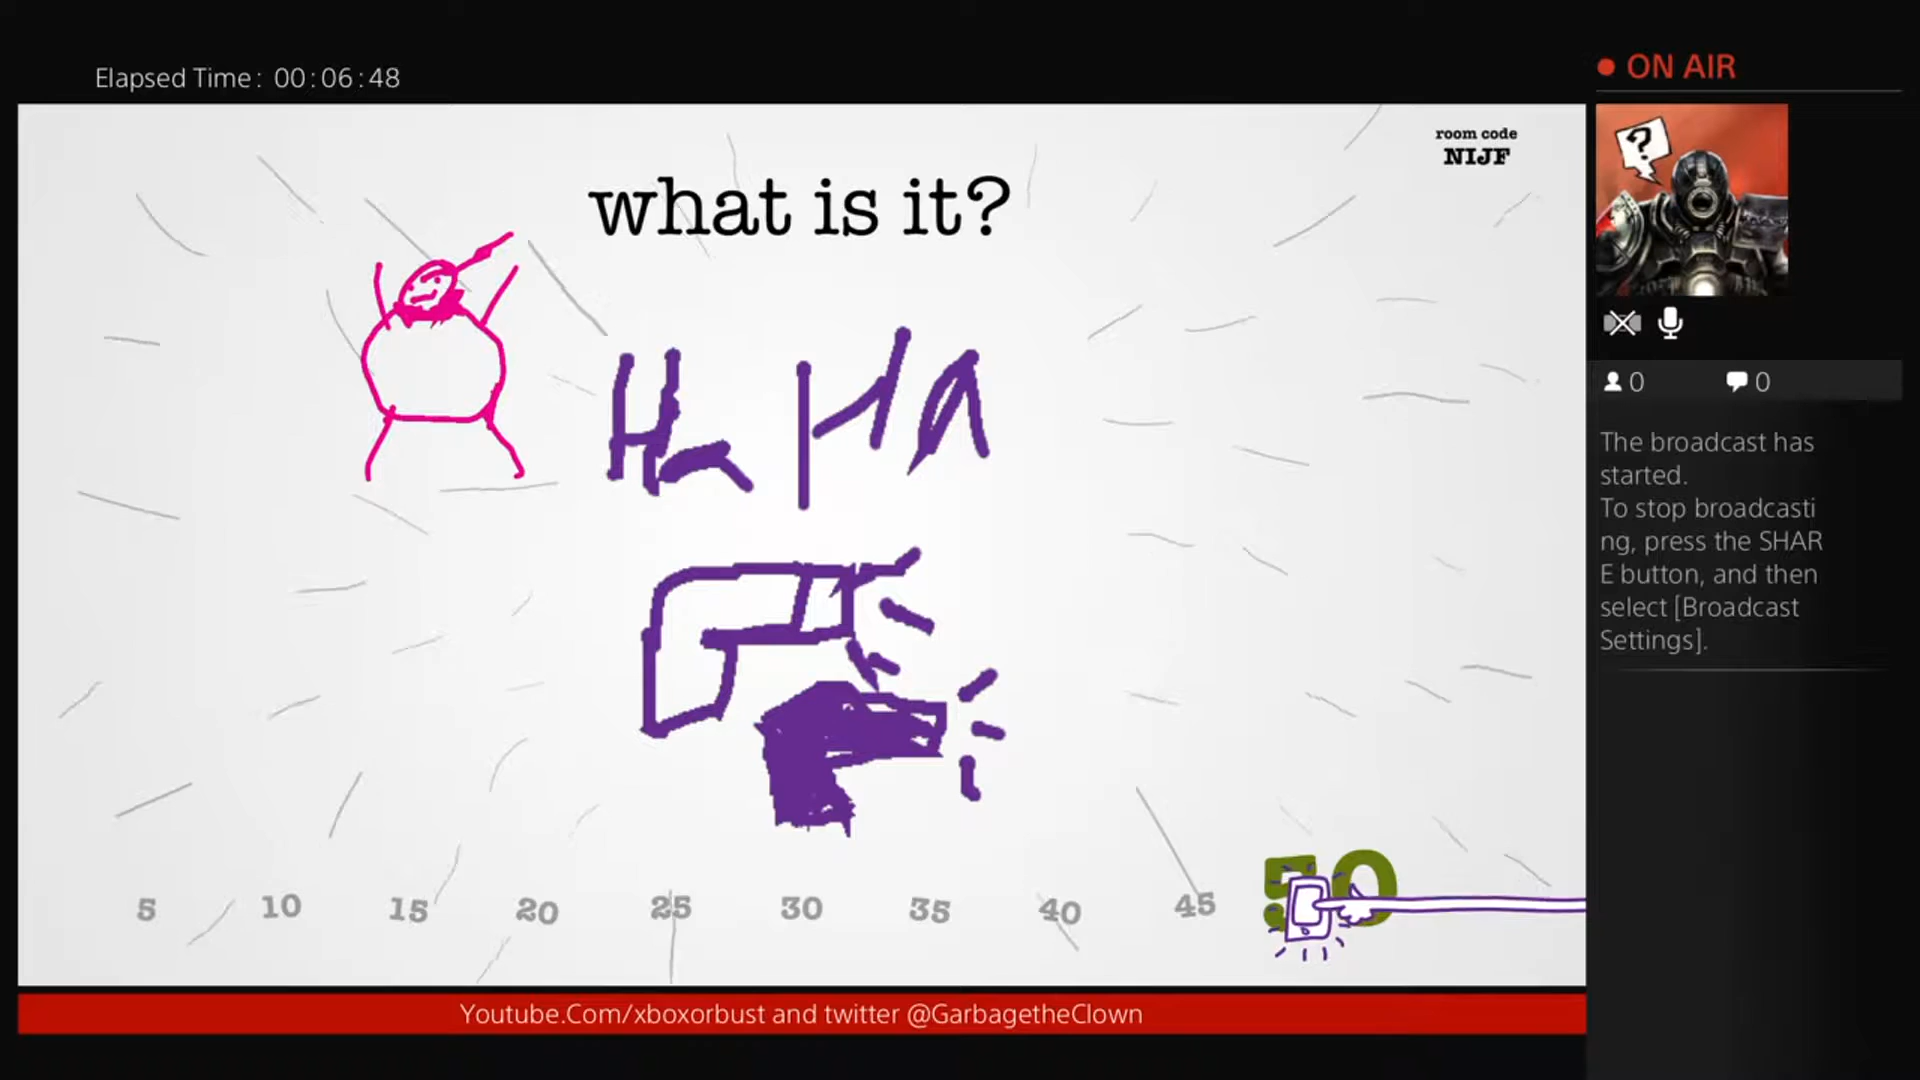 Elapsed Time: 00:06:48
ON AIR
room code
NIJF
what is it?
?
Ha HA
0 0
The broadcast has
started.
To stop broadcasti
ng, press the SHAR
E button, and then
select [Broadcast
Settings].
5 10 15 20 25 30 35 40 45 50
Youtube.Com/xboxorbust and twitter @GarbagetheClown